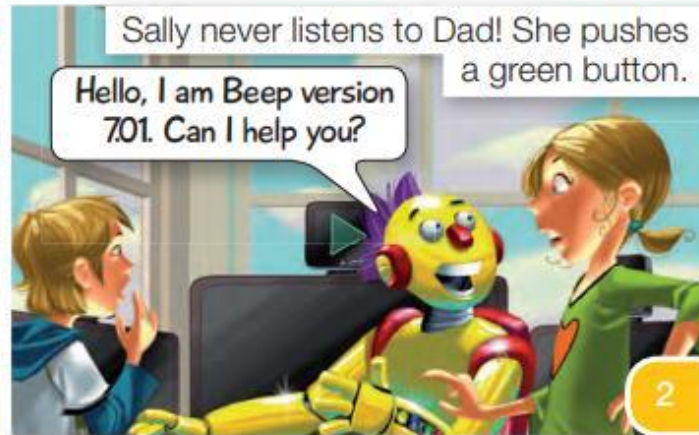 Sally never listens to Dad! She pushes
a green button.
Hello, I am Beep version
7.01. Can I help you?
2